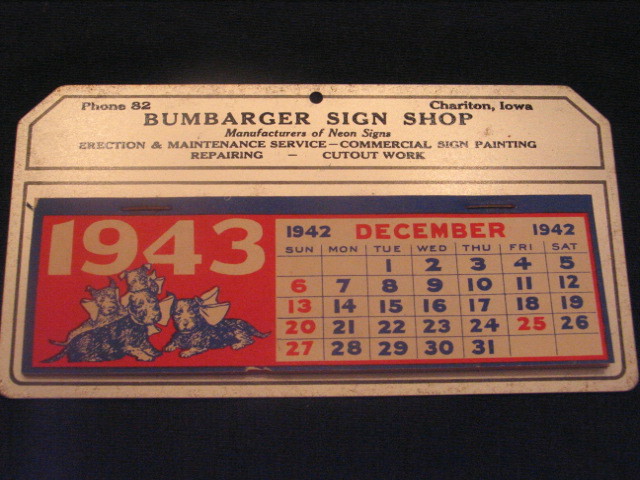 Phone 82 Chariton, Iowa
BUMBARGER SIGN SHOP
Manufacturers of Neon Signs
ERECTION & MAINTENANCE SERVICE – COMMERCIAL SIGN PAINTING
REPAIRING – CUTOUT WORK
1943
1942 DECEMBER 1942
SUN MON TUE WED THU FRI SAT
1 2 3 4 5
6 7 8 9 10 11 12
13 14 15 16 17 18 19
20 21 22 23 24 25 26
27 28 29 30 31